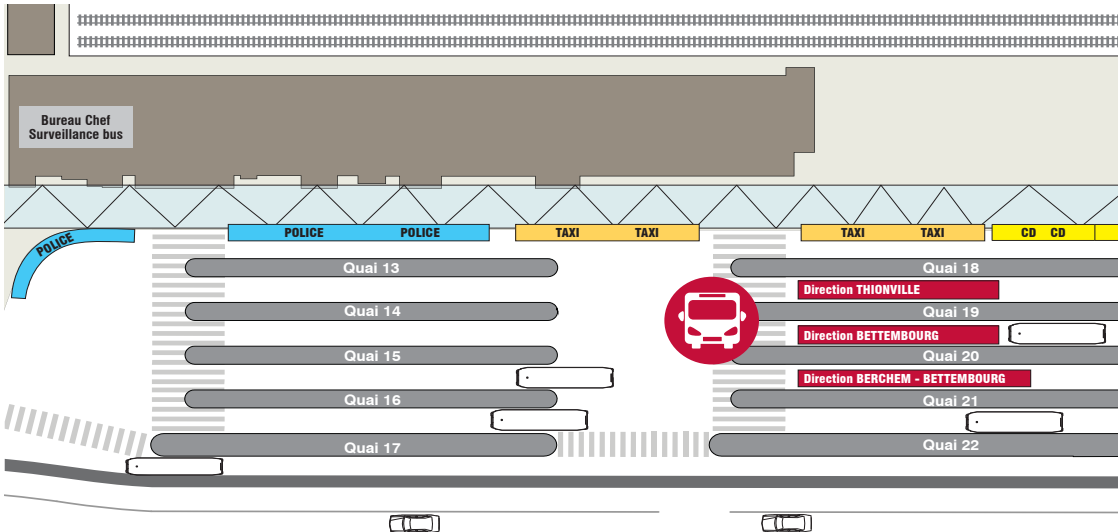 Bureau Chef
Surveillance bus
POLICE
POLICE POLICE
TAXI TAXI
TAXI TAXI
CD CD
Quai 13
Quai 18
Direction THIONVILLE
Quai 14
Quai 19
Direction BETTEMBOURG
Quai 15
Quai 20
Direction BERCHEM - BETTEMBOURG
Quai 16
Quai 21
Quai 17
Quai 22